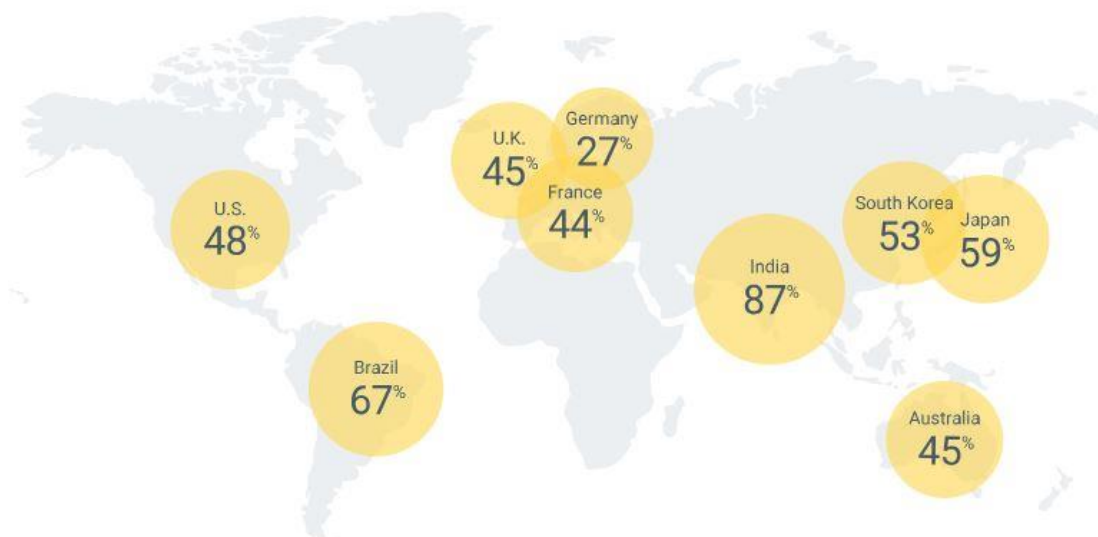 Germany
27%
U.K.
45%
France
44%
U.S.
48%
South Korea
53%
Japan
59%
India
87%
Brazil
67%
Australia
45%